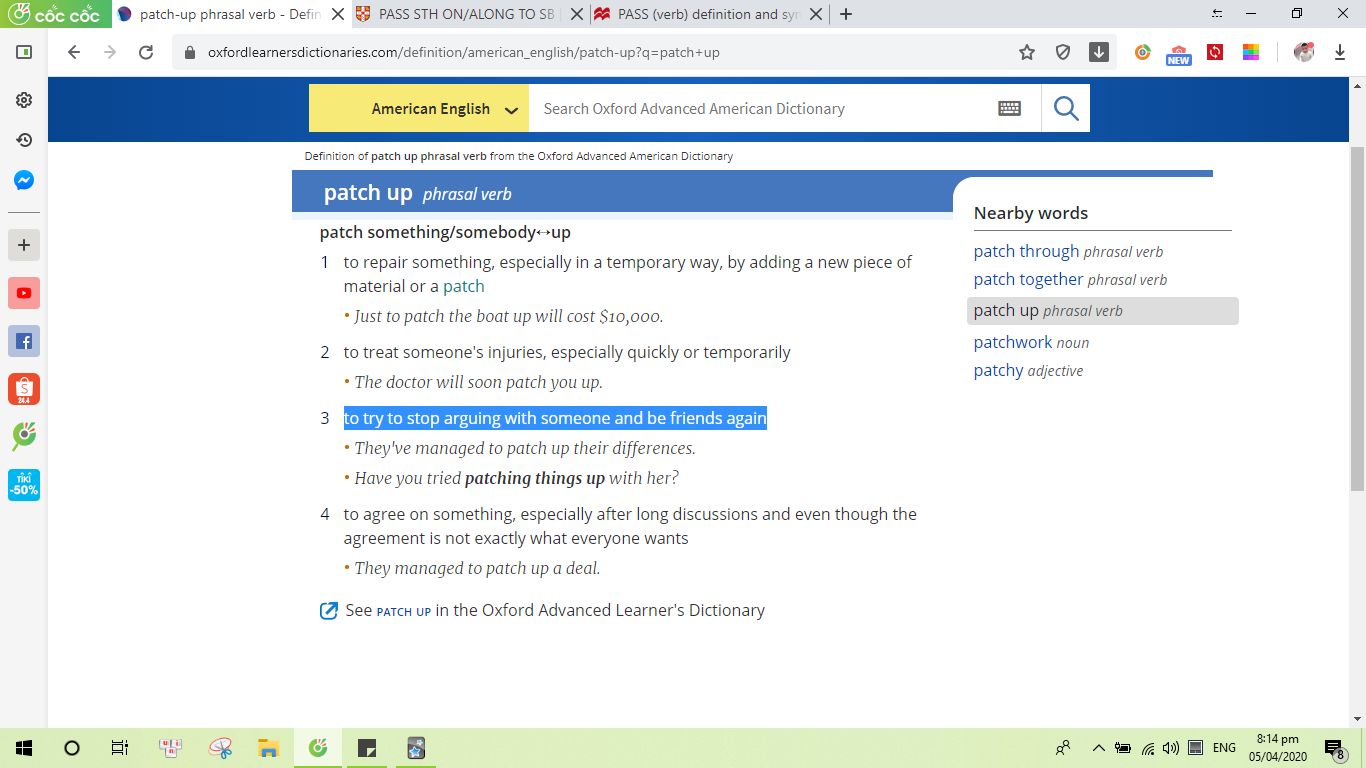 cốc cốc
patch-up phrasal verb - Defin
PASS STH ON/ALONG TO SB
PASS (verb) definition and syn
oxfordlearnersdictionaries.com/definition/american_english/patch-up?q=patch+up
NEW
American English
Search Oxford Advanced American Dictionary
Definition of patch up phrasal verb from the Oxford Advanced American Dictionary
patch up phrasal verb
patch something/somebody↔up
1 to repair something, especially in a temporary way, by adding a new piece of
material or a patch
• Just to patch the boat up will cost $10,000.
2 to treat someone's injuries, especially quickly or temporarily
• The doctor will soon patch you up.
3 to try to stop arguing with someone and be friends again
• They've managed to patch up their differences.
• Have you tried patching things up with her?
4 to agree on something, especially after long discussions and even though the
agreement is not exactly what everyone wants
• They managed to patch up a deal.
See PATCH UP in the Oxford Advanced Learner's Dictionary
Nearby words
patch through phrasal verb
patch together phrasal verb
patch up phrasal verb
patchwork noun
patchy adjective
24.4
TIKI
-50%
ENG
8:14 pm
05/04/2020
8